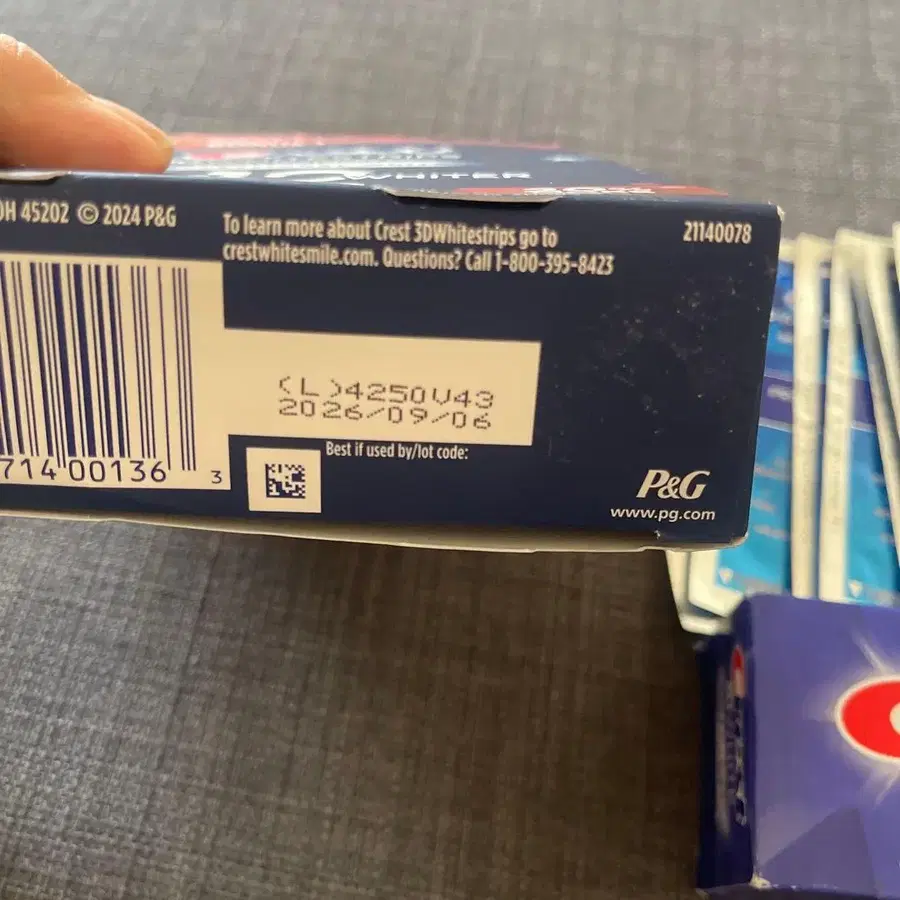 WHITER
OH 45202 © 2024 P&G
To learn more about Crest 3DWhitestrips go to
crestwhitesmile.com. Questions? Call 1-800-395-8423
21140078
(L)4250V43
2026/09/06
Best if used by/lot code:
714 00136 3
P&G
www.pg.com